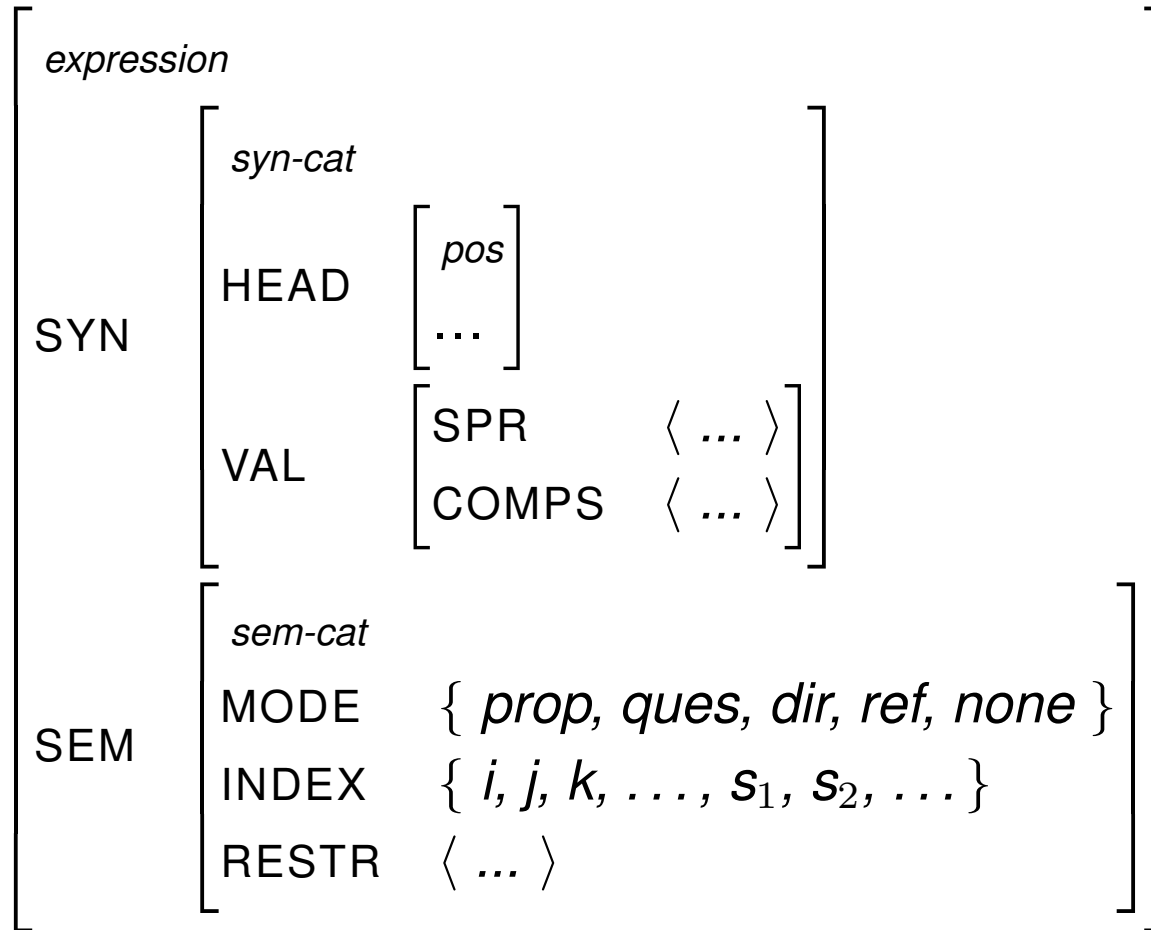 expression
syn-cat
HEAD pos
...
SYN
VAL SPR ⟨ ... ⟩
COMPS ⟨ ... ⟩
sem-cat
MODE { prop, ques, dir, ref, none }
SEM
INDEX { i, j, k, . . . , s₁, s₂, . . . }
RESTR ⟨ ... ⟩